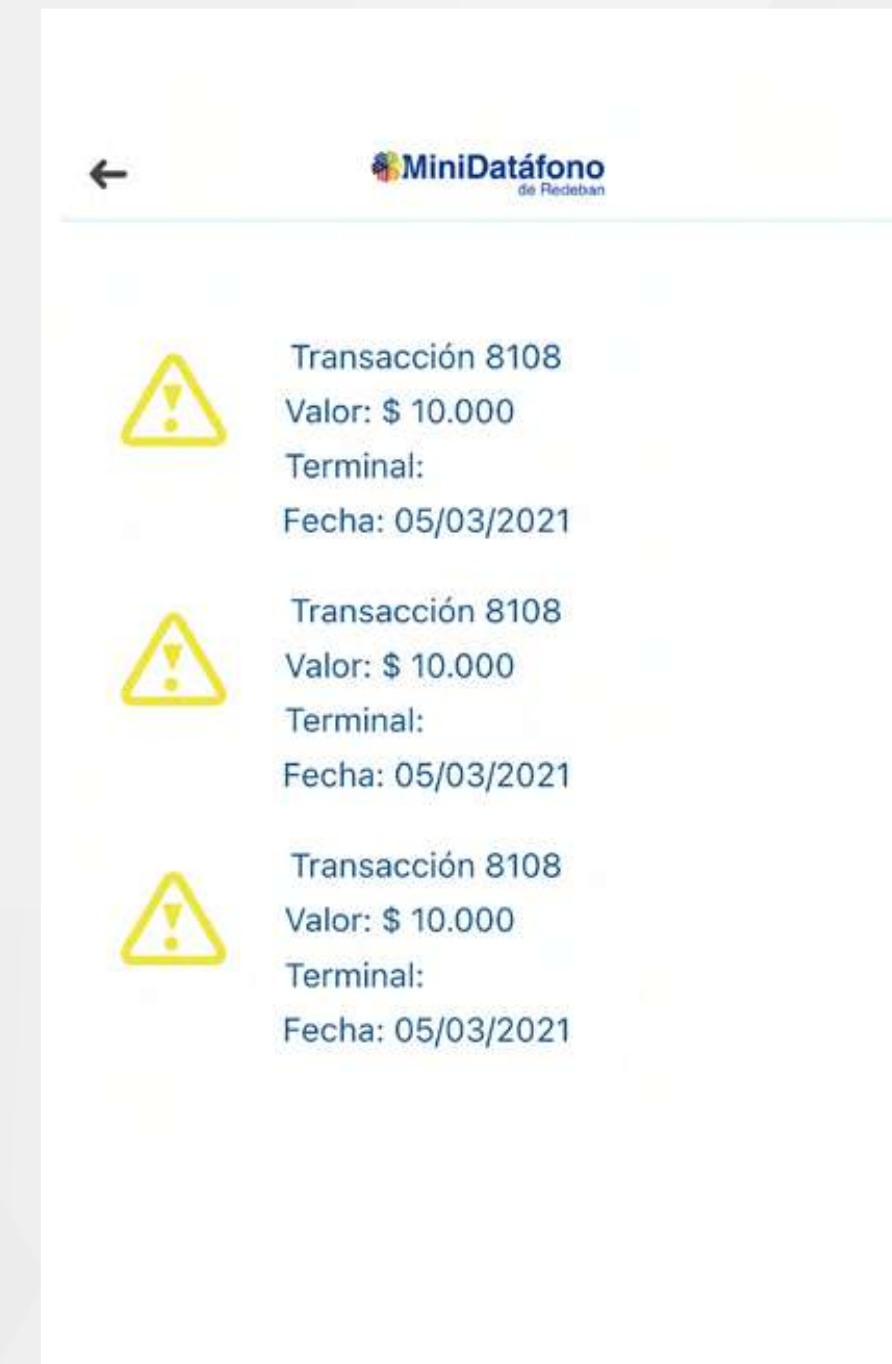 MiniDatáfono
de Redeban
Transacción 8108
Valor: $ 10.000
Terminal:
Fecha: 05/03/2021
Transacción 8108
Valor: $ 10.000
Terminal:
Fecha: 05/03/2021
Transacción 8108
Valor: $ 10.000
Terminal:
Fecha: 05/03/2021